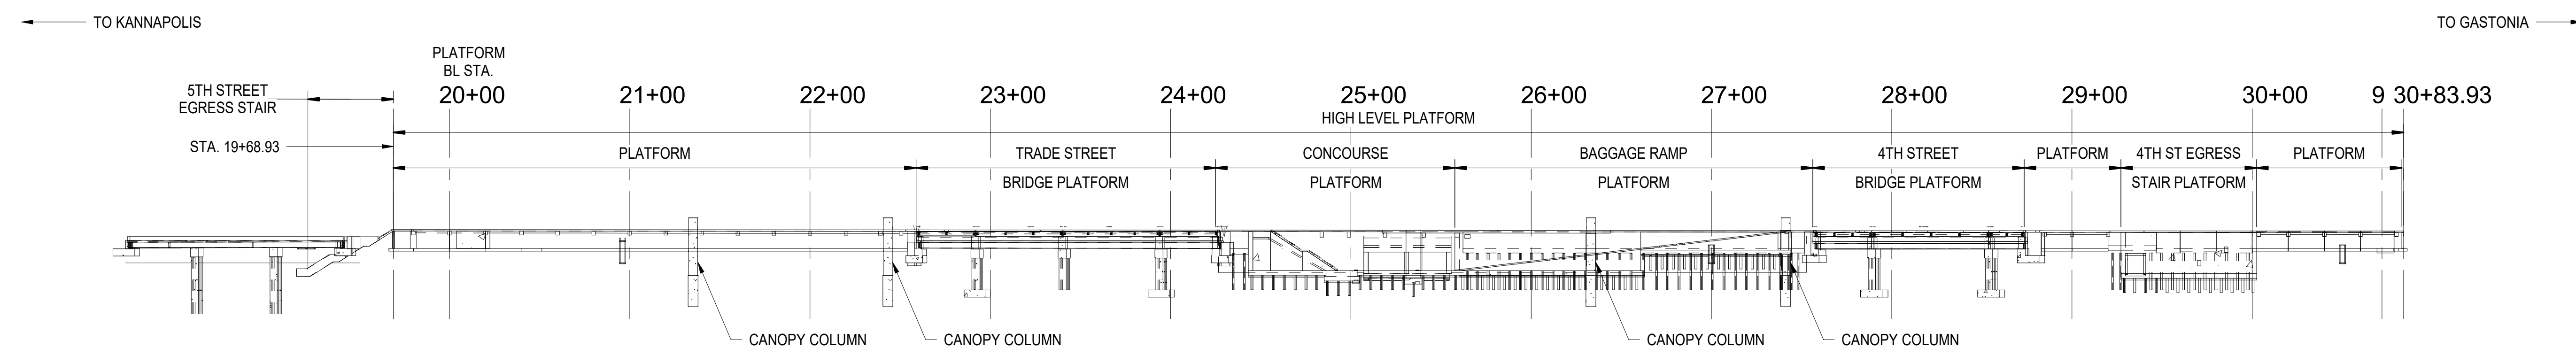 TO KANNAPOLIS
TO GASTONIA
PLATFORM
BL STA.
5TH STREET
EGRESS STAIR
20+00
21+00
22+00
23+00
24+00
25+00
26+00
27+00
28+00
29+00
30+00
9 30+83.93
HIGH LEVEL PLATFORM
STA. 19+68.93
PLATFORM
TRADE STREET
BRIDGE PLATFORM
CONCOURSE
PLATFORM
BAGGAGE RAMP
PLATFORM
4TH STREET
BRIDGE PLATFORM
PLATFORM
4TH ST EGRESS
STAIR PLATFORM
PLATFORM
CANOPY COLUMN
CANOPY COLUMN
CANOPY COLUMN
CANOPY COLUMN